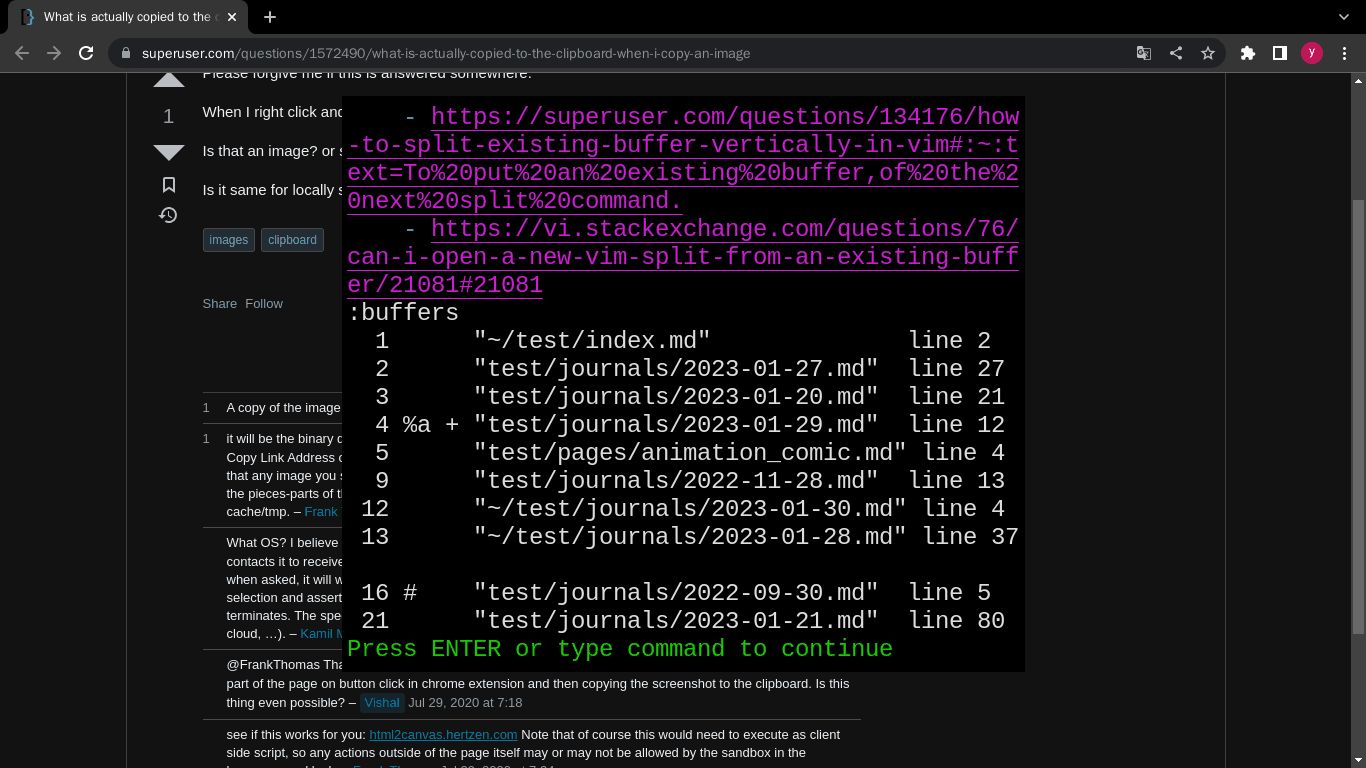 What is actually copied to the c
superuser.com/questions/1572490/what-is-actually-copied-to-the-clipboard-when-i-copy-an-image
y
Please forgive me if this is answered somewhere.
1
When I right click and
Is that an image? or s
Is it same for locally s
images clipboard
Share Follow
1 A copy of the image
1 it will be the binary d
Copy Link Address o
that any image you s
the pieces-parts of th
cache/tmp. – Frank
What OS? I believe
contacts it to receive
when asked, it will w
selection and assert
terminates. The spe
cloud, …). – Kamil M
@FrankThomas Tha
part of the page on button click in chrome extension and then copying the screenshot to the clipboard. Is this
thing even possible? – Vishal Jul 29, 2020 at 7:18
see if this works for you: html2canvas.hertzen.com Note that of course this would need to execute as client
side script, so any actions outside of the page itself may or may not be allowed by the sandbox in the
- https://superuser.com/questions/134176/how
-to-split-existing-buffer-vertically-in-vim#:~:t
ext=To%20put%20an%20existing%20buffer,of%20the%2
0next%20split%20command.
- https://vi.stackexchange.com/questions/76/
can-i-open-a-new-vim-split-from-an-existing-buff
er/21081#21081
:buffers
1 "~/test/index.md" line 2
2 "test/journals/2023-01-27.md" line 27
3 "test/journals/2023-01-20.md" line 21
4 %a + "test/journals/2023-01-29.md" line 12
5 "test/pages/animation_comic.md" line 4
9 "test/journals/2022-11-28.md" line 13
12 "~/test/journals/2023-01-30.md" line 4
13 "~/test/journals/2023-01-28.md" line 37
16 # "test/journals/2022-09-30.md" line 5
21 "test/journals/2023-01-21.md" line 80
Press ENTER or type command to continue